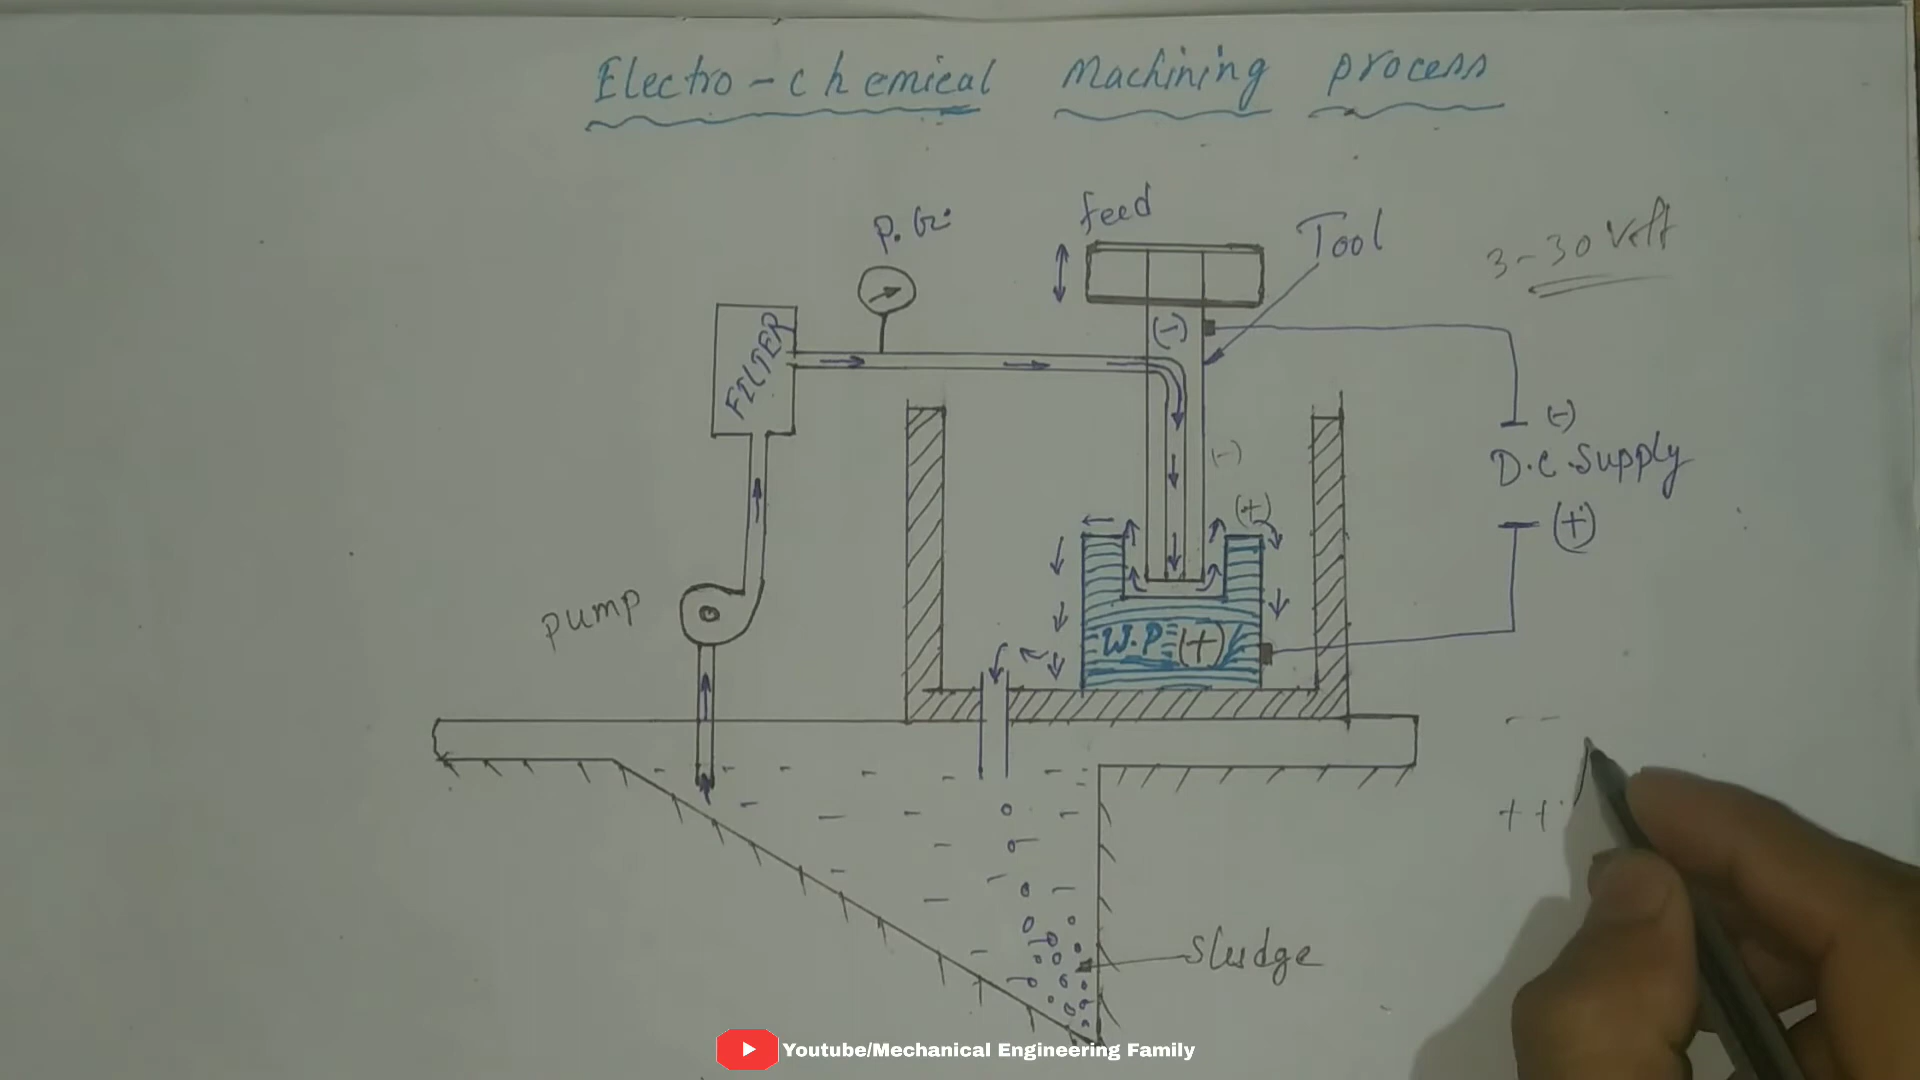 Electro-chemical Machining process
feed
P.G.
Tool
3-30 Volt
(-)
FILTER
(-)
(-)
D.C. Supply
(+)
(+)
pump
W.P (+)
- -
++
Sludge
Youtube/Mechanical Engineering Family